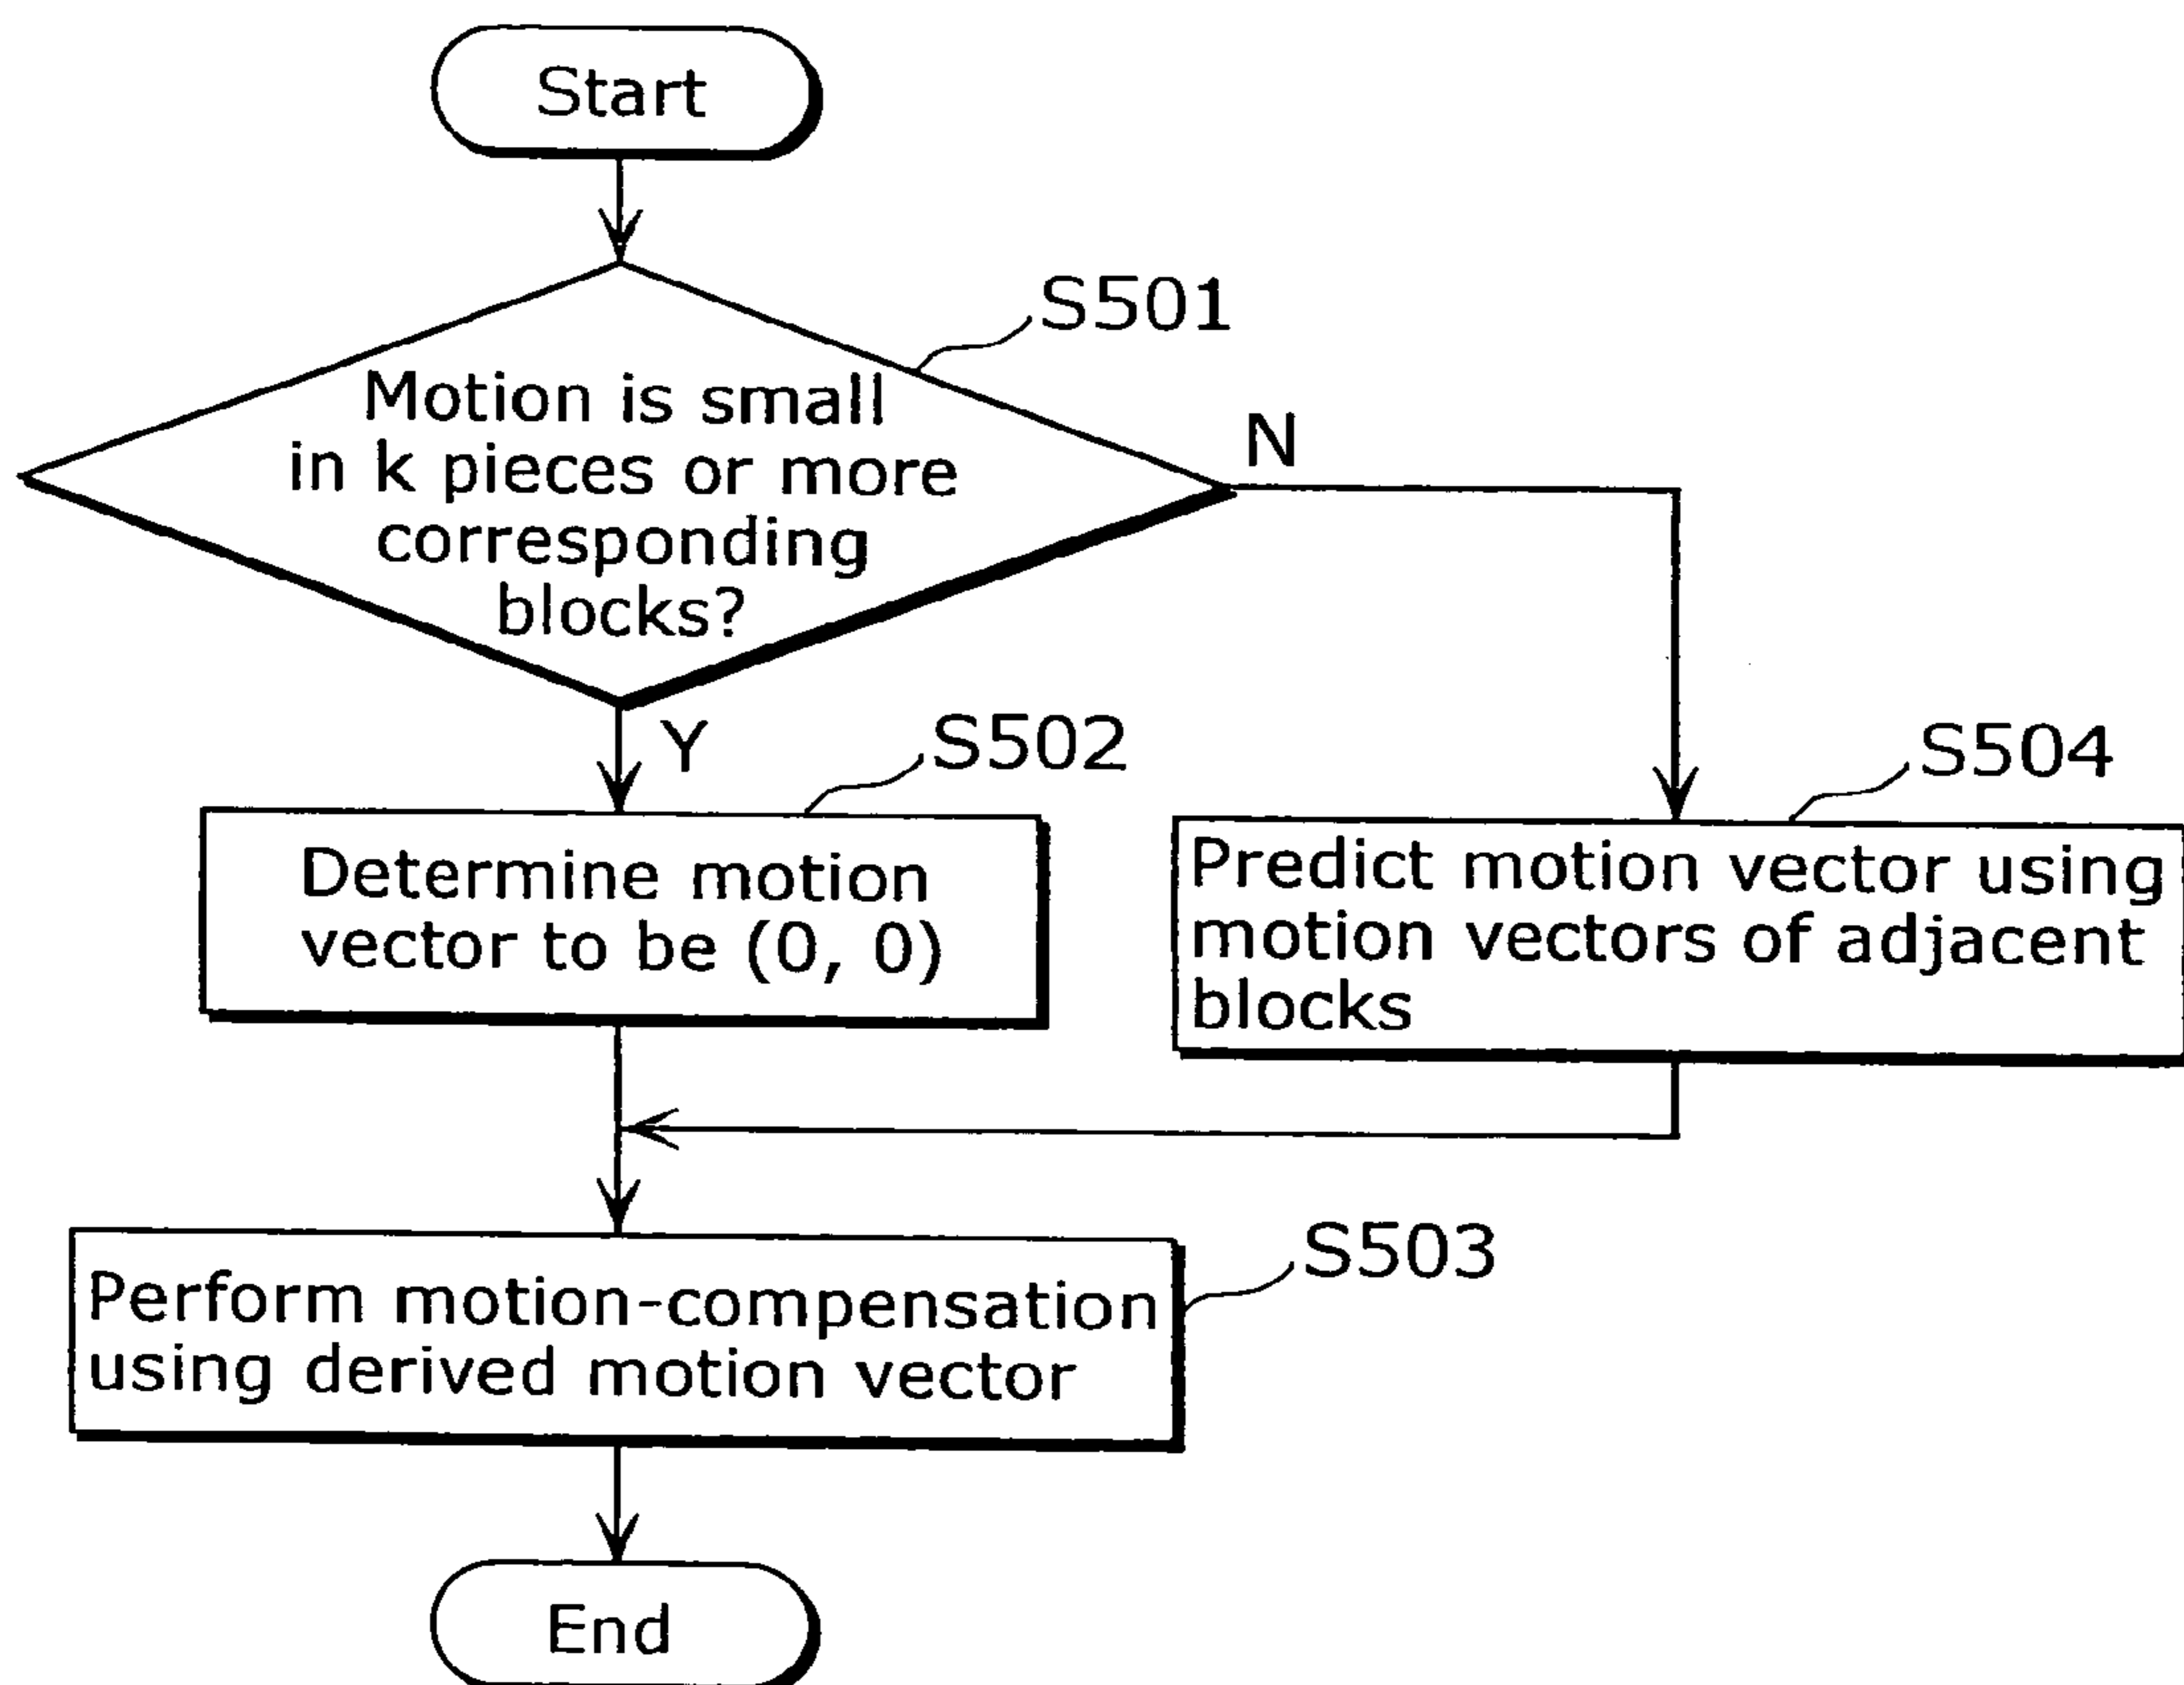 Start
S501
Motion is small
in k pieces or more
corresponding
blocks?
N
Y
S502
Determine motion
vector to be (0, 0)
S504
Predict motion vector using
motion vectors of adjacent
blocks
S503
Perform motion-compensation
using derived motion vector
End